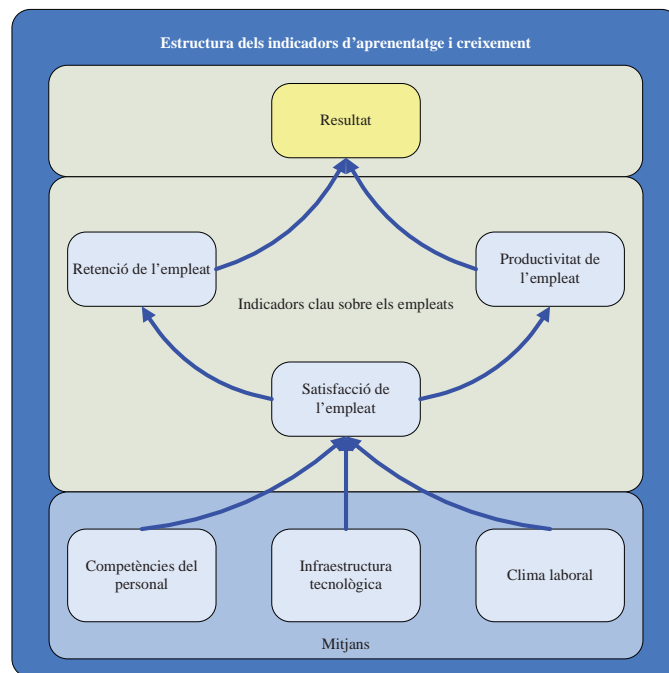 Estructura dels indicadors d’aprenentatge i creixement
Resultat
Retenció de l’empleat
Productivitat de
l’empleat
Indicadors clau sobre els empleats
Satisfacció de
l’empleat
Competències del
personal
Infraestructura
tecnològica
Clima laboral
Mitjans